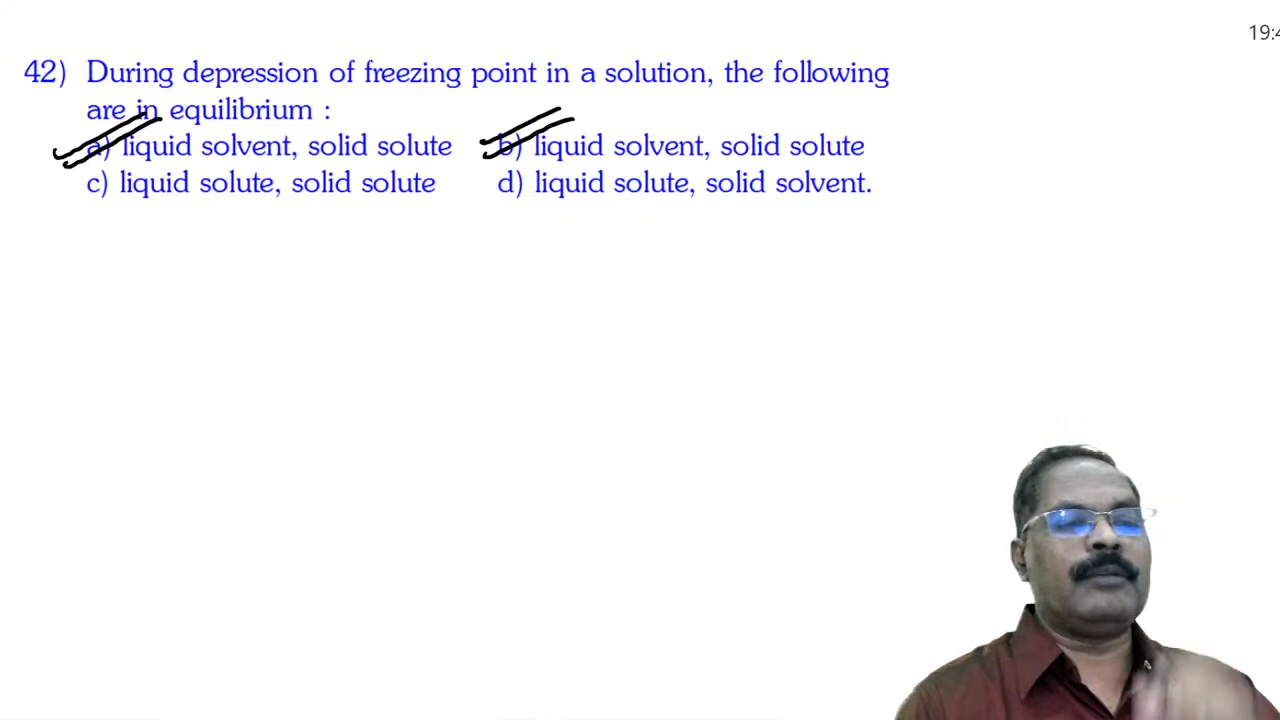 19:4
42) During depression of freezing point in a solution, the following
are in equilibrium :
a) liquid solvent, solid solute b) liquid solvent, solid solute
c) liquid solute, solid solute d) liquid solute, solid solvent.